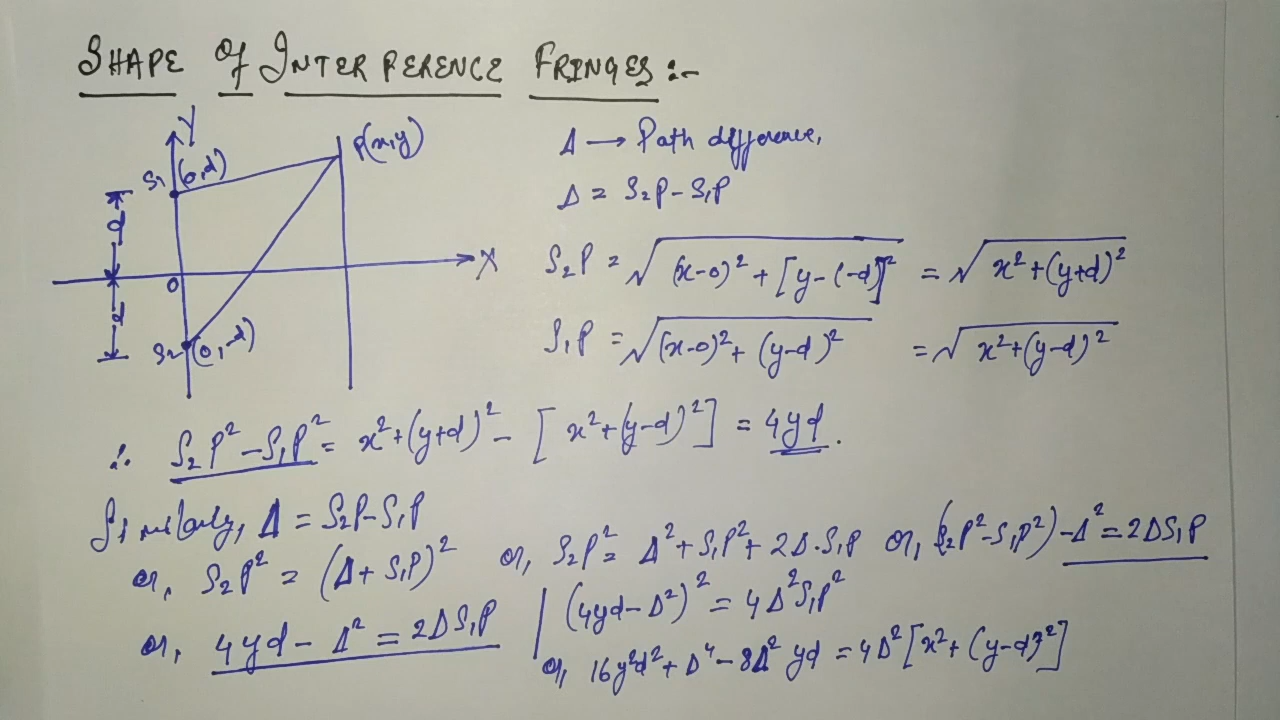 SHAPE Of INTERFERENCE FRINGES :-
Y
S₁ (0,d)
P(x,y)
d
X
O
d
S₂ (0,-d)
Δ → Path difference,
Δ = S₂P - S₁P
S₂P = √((x-0)² + [y-(-d)]²) = √(x²+(y+d)²)
S₁P = √((x-0)² + (y-d)²) = √(x²+(y-d)²)
∴ S₂P² - S₁P² = x²+(y+d)² - [x²+(y-d)²] = 4yd.
Similarly, Δ = S₂P - S₁P
or, S₂P² = (Δ + S₁P)² or, S₂P² = Δ² + S₁P² + 2Δ.S₁P or, (S₂P² - S₁P²) - Δ² = 2ΔS₁P
or, 4yd - Δ² = 2ΔS₁P | (4yd - Δ²)² = 4Δ²S₁P²
or, 16y²d² + Δ⁴ - 8Δ²yd = 4Δ²[x² + (y-d)²]